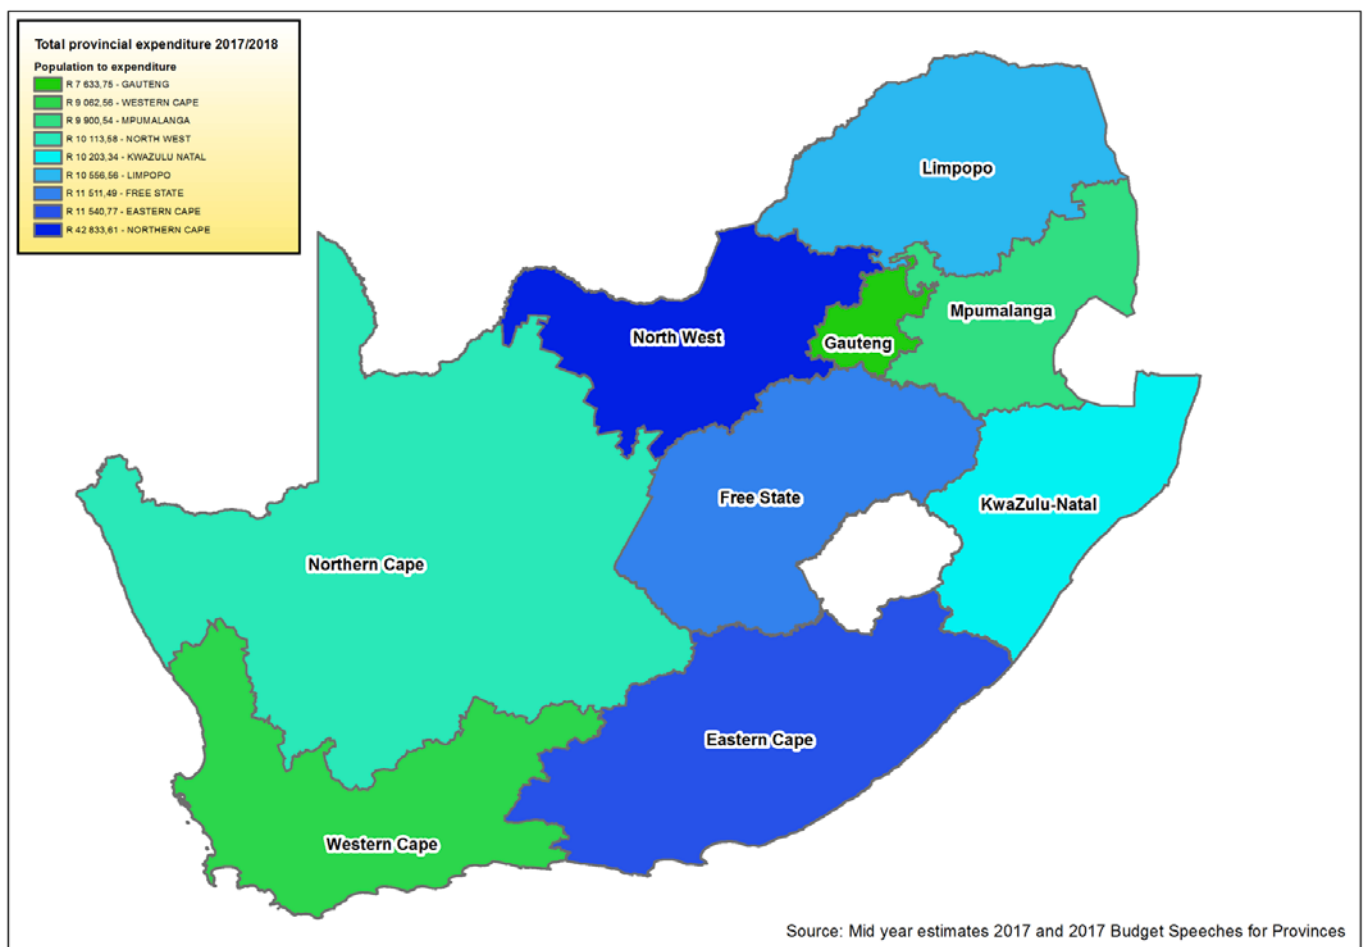 Total provincial expenditure 2017/2018
Population to expenditure
R 7 633,75 - GAUTENG
R 9 062,56 - WESTERN CAPE
R 9 900,54 - MPUMALANGA
R 10 113,58 - NORTH WEST
R 10 203,34 - KWAZULU NATAL
R 10 556,56 - LIMPOPO
R 11 511,49 - FREE STATE
R 11 540,77 - EASTERN CAPE
R 42 833,61 - NORTHERN CAPE
Limpopo
Mpumalanga
North West
Gauteng
Free State
KwaZulu-Natal
Northern Cape
Eastern Cape
Western Cape
Source: Mid year estimates 2017 and 2017 Budget Speeches for Provinces